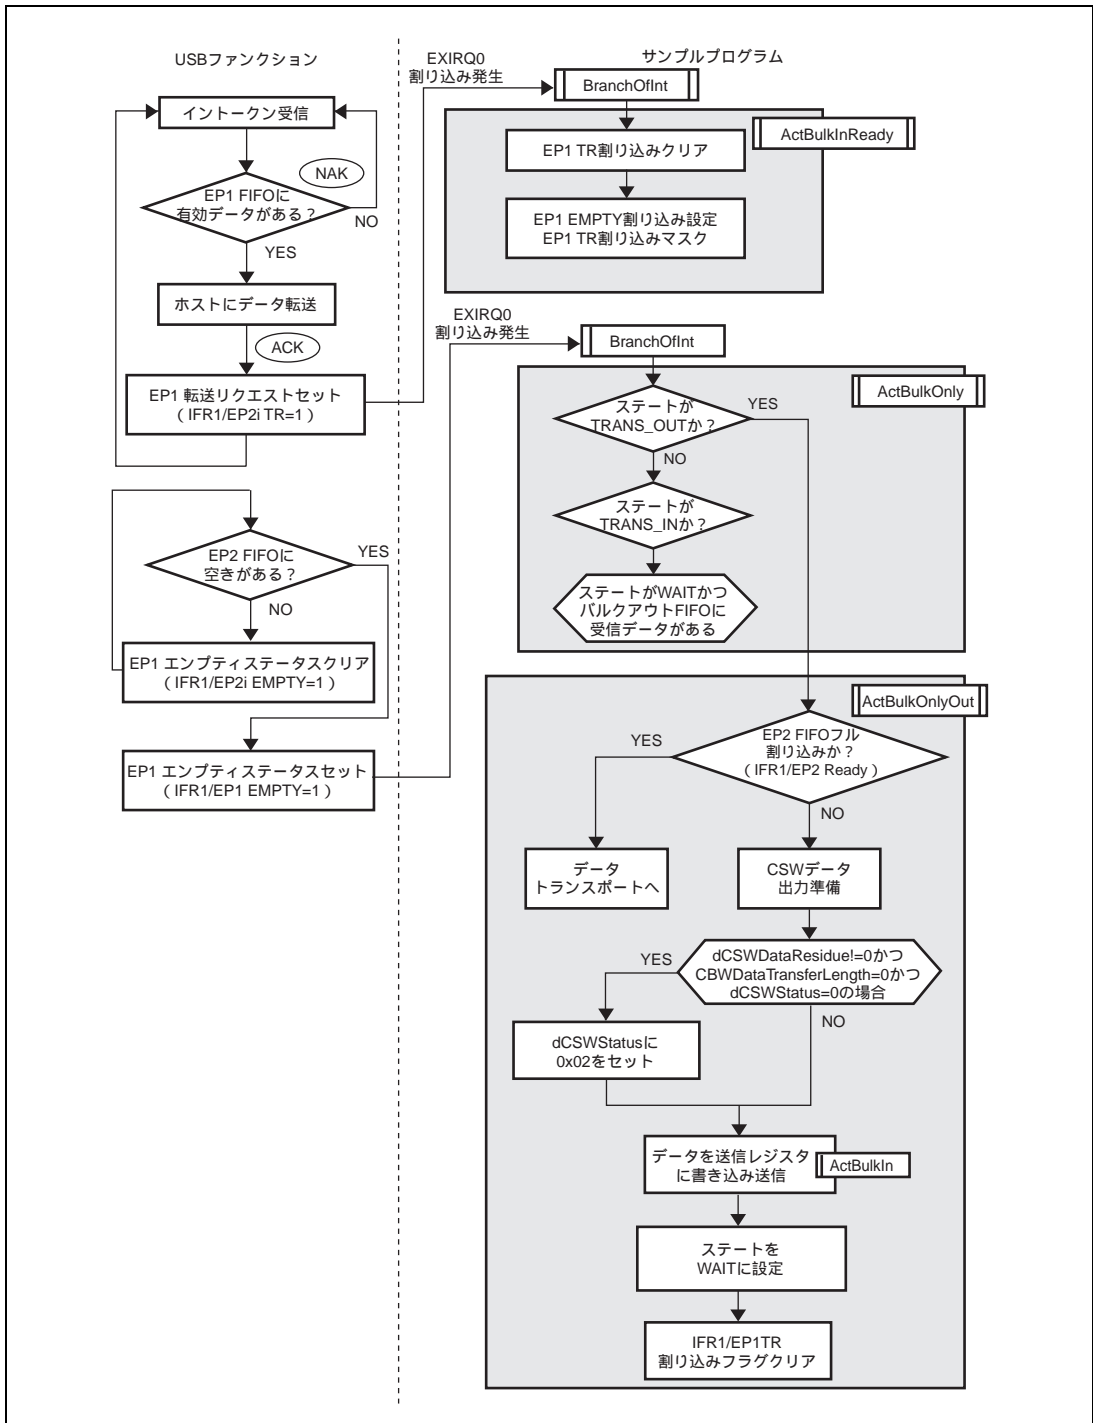 USBファンクション
イントークン受信
NAK
EP1 FIFOに
有効データがある？
NO
YES
ホストにデータ転送
ACK
EP1 転送リクエストセット
（IFR1/EP2i TR=1）
EP2 FIFOに
空きがある？
YES
NO
EP1 エンプティステータスクリア
（IFR1/EP2i EMPTY=1）
EP1 エンプティステータスセット
（IFR1/EP1 EMPTY=1）
サンプルプログラム
EXIRQ0
割り込み発生
BranchOfInt
ActBulkInReady
EP1 TR割り込みクリア
EP1 EMPTY割り込み設定
EP1 TR割り込みマスク
EXIRQ0
割り込み発生
BranchOfInt
ActBulkOnly
ステートが
TRANS_OUTか？
YES
NO
ステートが
TRANS_INか？
ステートがWAITかつ
バルクアウトFIFOに
受信データがある
ActBulkOnlyOut
EP2 FIFOフル
割り込みか？
（IFR1/EP2 Ready）
YES
NO
データ
トランスポートへ
CSWデータ
出力準備
dCSWDataResidue!=0かつ
CBWDataTransferLength=0かつ
dCSWStatus=0の場合
YES
NO
dCSWStatusに
0x02をセット
データを送信レジスタ
に書き込み送信
ActBulkIn
ステートを
WAITに設定
IFR1/EP1TR
割り込みフラグクリア